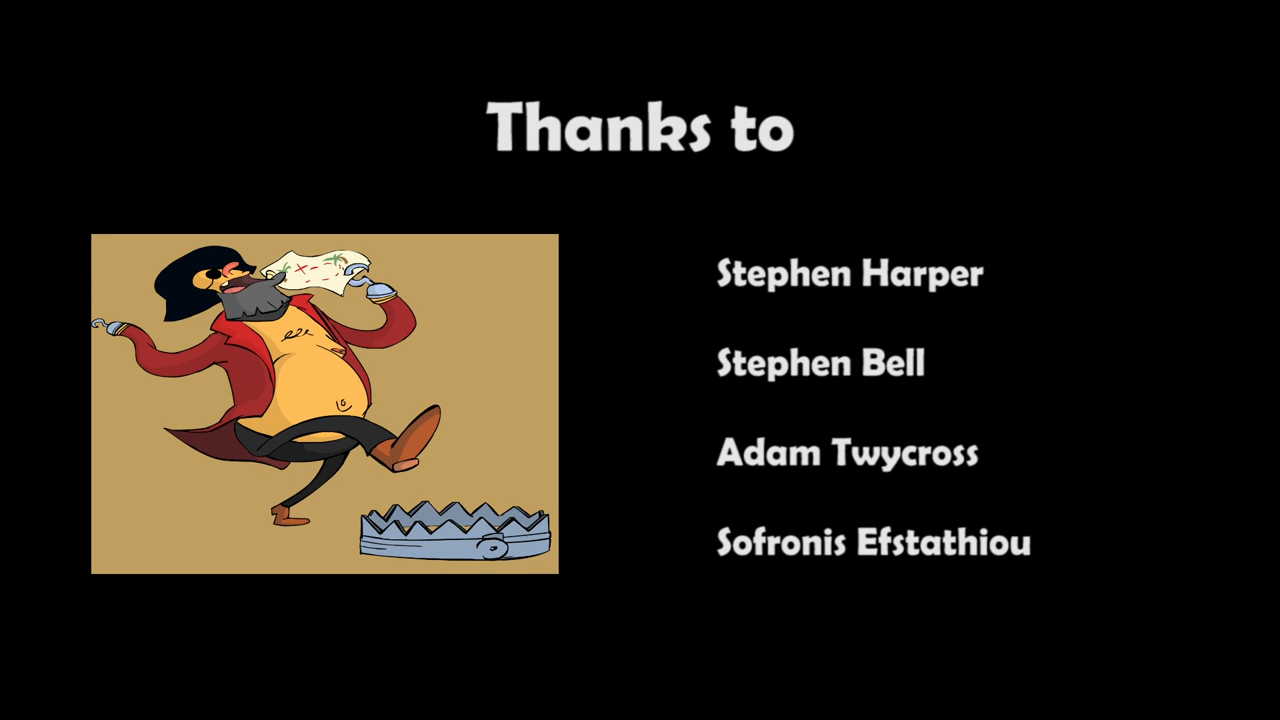 Thanks to
Stephen Harper
Stephen Bell
Adam Twycross
Sofronis Efstathiou